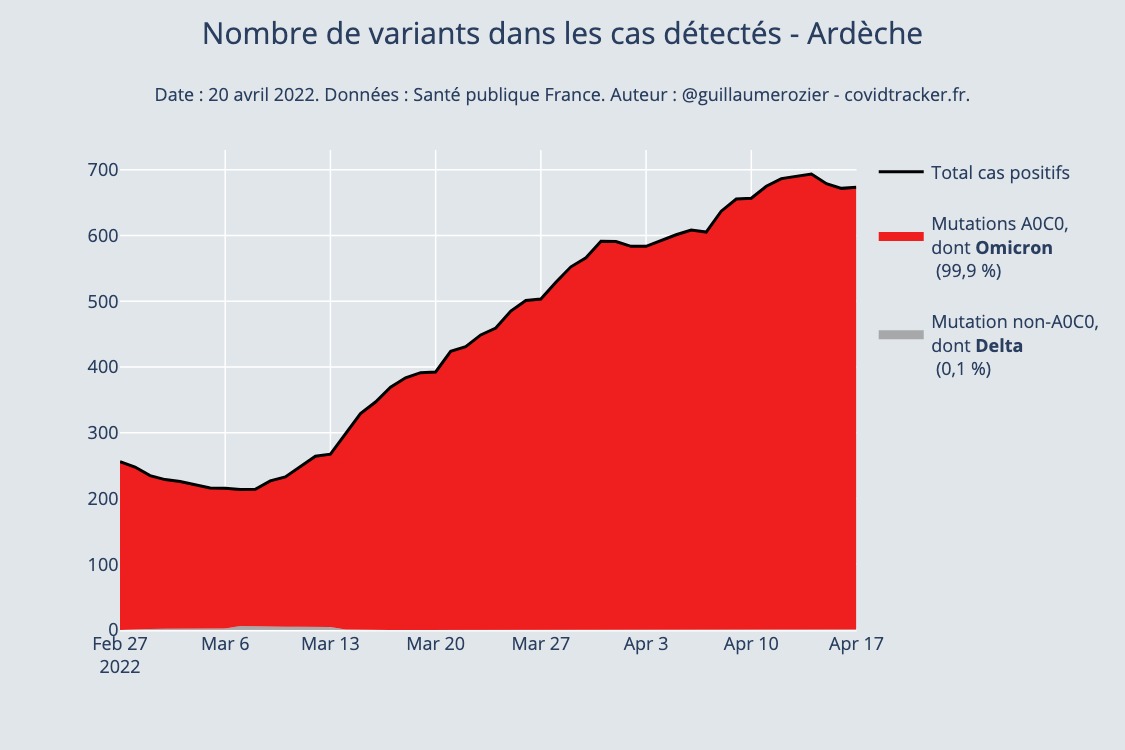 Nombre de variants dans les cas détectés - Ardèche
Date : 20 avril 2022. Données : Santé publique France. Auteur : @guillaumerozier - covidtracker.fr.
700
600
500
400
300
200
100
0
Feb 27
2022
Mar 6
Mar 13
Mar 20
Mar 27
Apr 3
Apr 10
Apr 17
Total cas positifs
Mutations A0C0,
dont Omicron
(99,9 %)
Mutation non-A0C0,
dont Delta
(0,1 %)